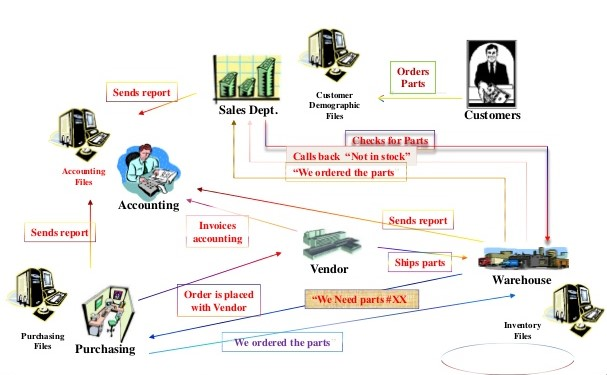 Orders
Parts
Customer
Demographic
Files
Sends report
Sales Dept.
Customers
Checks for Parts
Calls back “Not in stock”
“We ordered the parts
Accounting
Files
Accounting
Sends report
Invoices
accounting
Sends report
Vendor
Ships parts
Warehouse
Order is placed
with Vendor
“We Need parts #XX
Purchasing
Files
Purchasing
We ordered the parts
Inventory
Files